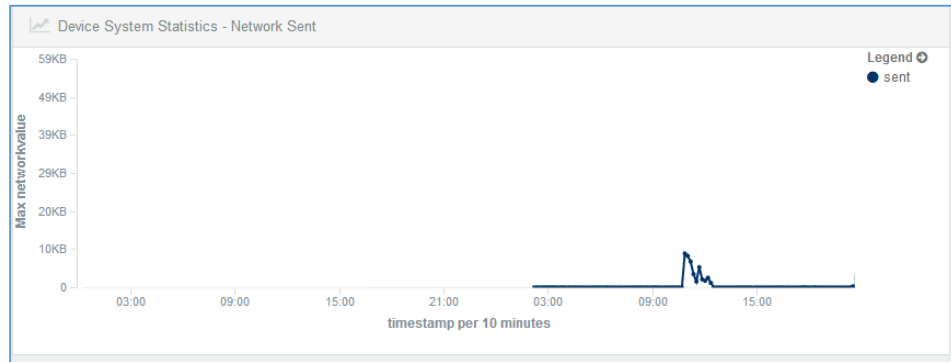 Device System Statistics - Network Sent
Legend
sent
Max networkvalue
59KB
49KB
39KB
29KB
20KB
10KB
0
03:00 09:00 15:00 21:00 03:00 09:00 15:00
timestamp per 10 minutes